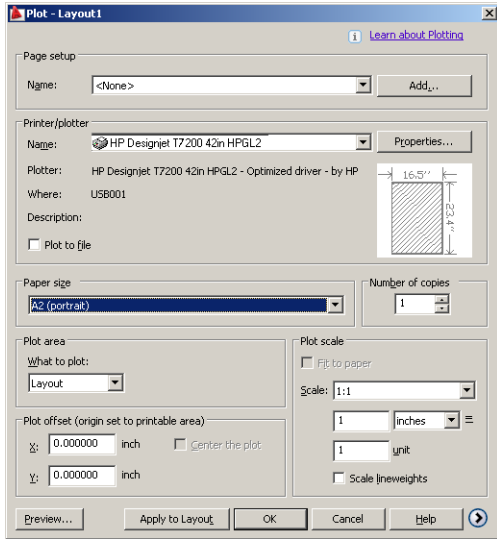 Plot - Layout1
Learn about Plotting
Page setup
Name: <None> Add...
Printer/plotter
Name: HP Designjet T7200 42in HPGL2 Properties...
Plotter: HP Designjet T7200 42in HPGL2 - Optimized driver - by HP
Where: USB001
Description:
Plot to file
16.5''
23.4''
Paper size
A2 (portrait)
Number of copies
1
Plot area
What to plot:
Layout
Plot offset (origin set to printable area)
X: 0.000000 inch Center the plot
Y: 0.000000 inch
Plot scale
Fit to paper
Scale: 1:1
1 inches =
1 unit
Scale lineweights
Preview... Apply to Layout OK Cancel Help